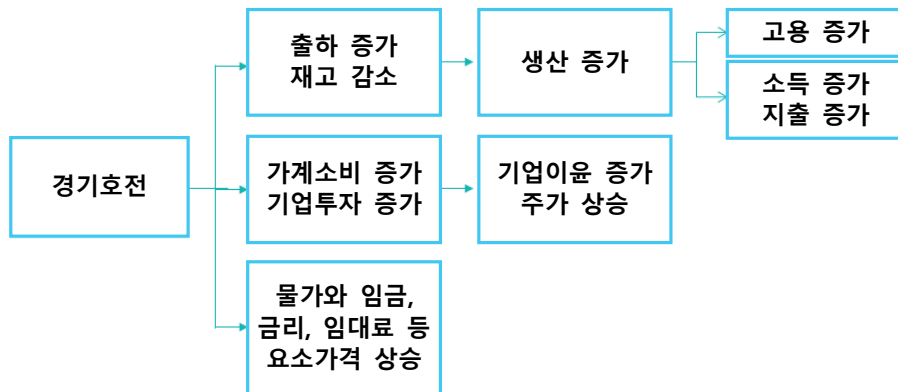 경기호전
출하 증가
재고 감소
생산 증가
고용 증가
소득 증가
지출 증가
가계소비 증가
기업투자 증가
기업이윤 증가
주가 상승
물가와 임금,
금리, 임대료 등
요소가격 상승